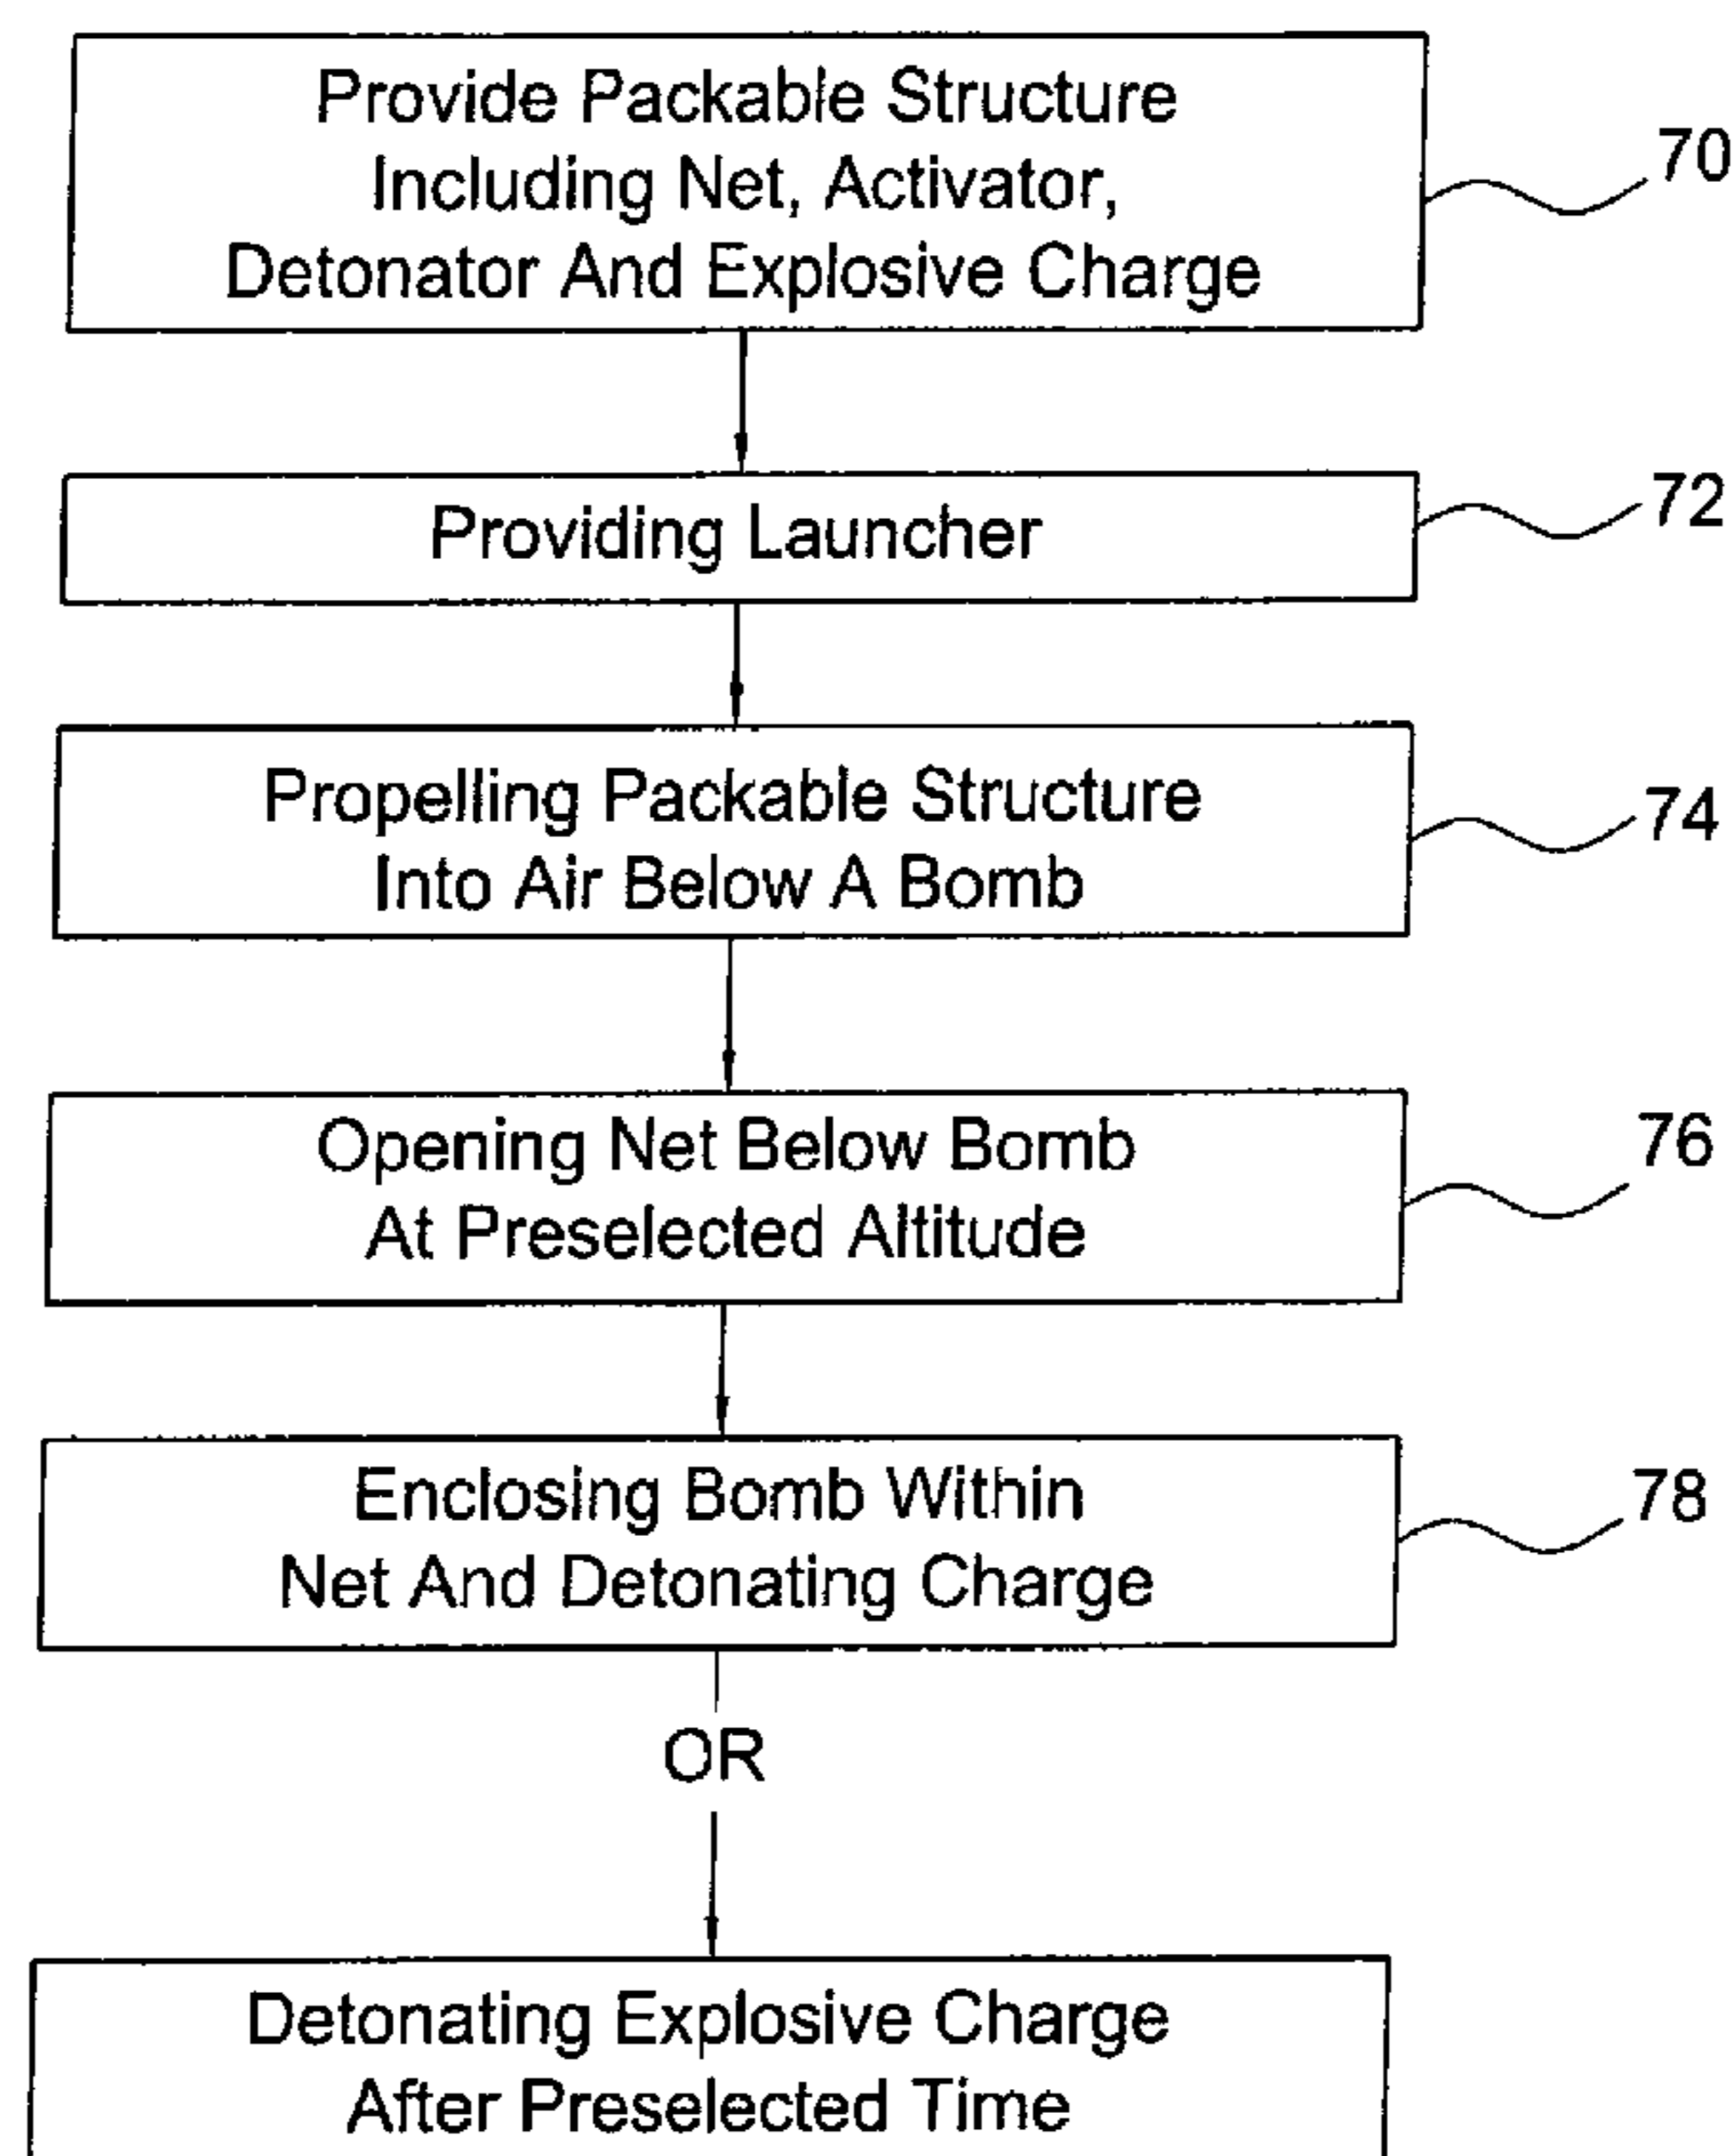 Provide Packable Structure
Including Net, Activator,
Detonator And Explosive Charge
70
Providing Launcher
72
Propelling Packable Structure
Into Air Below A Bomb
74
Opening Net Below Bomb
At Preselected Altitude
76
Enclosing Bomb Within
Net And Detonating Charge
78
OR
Detonating Explosive Charge
After Preselected Time